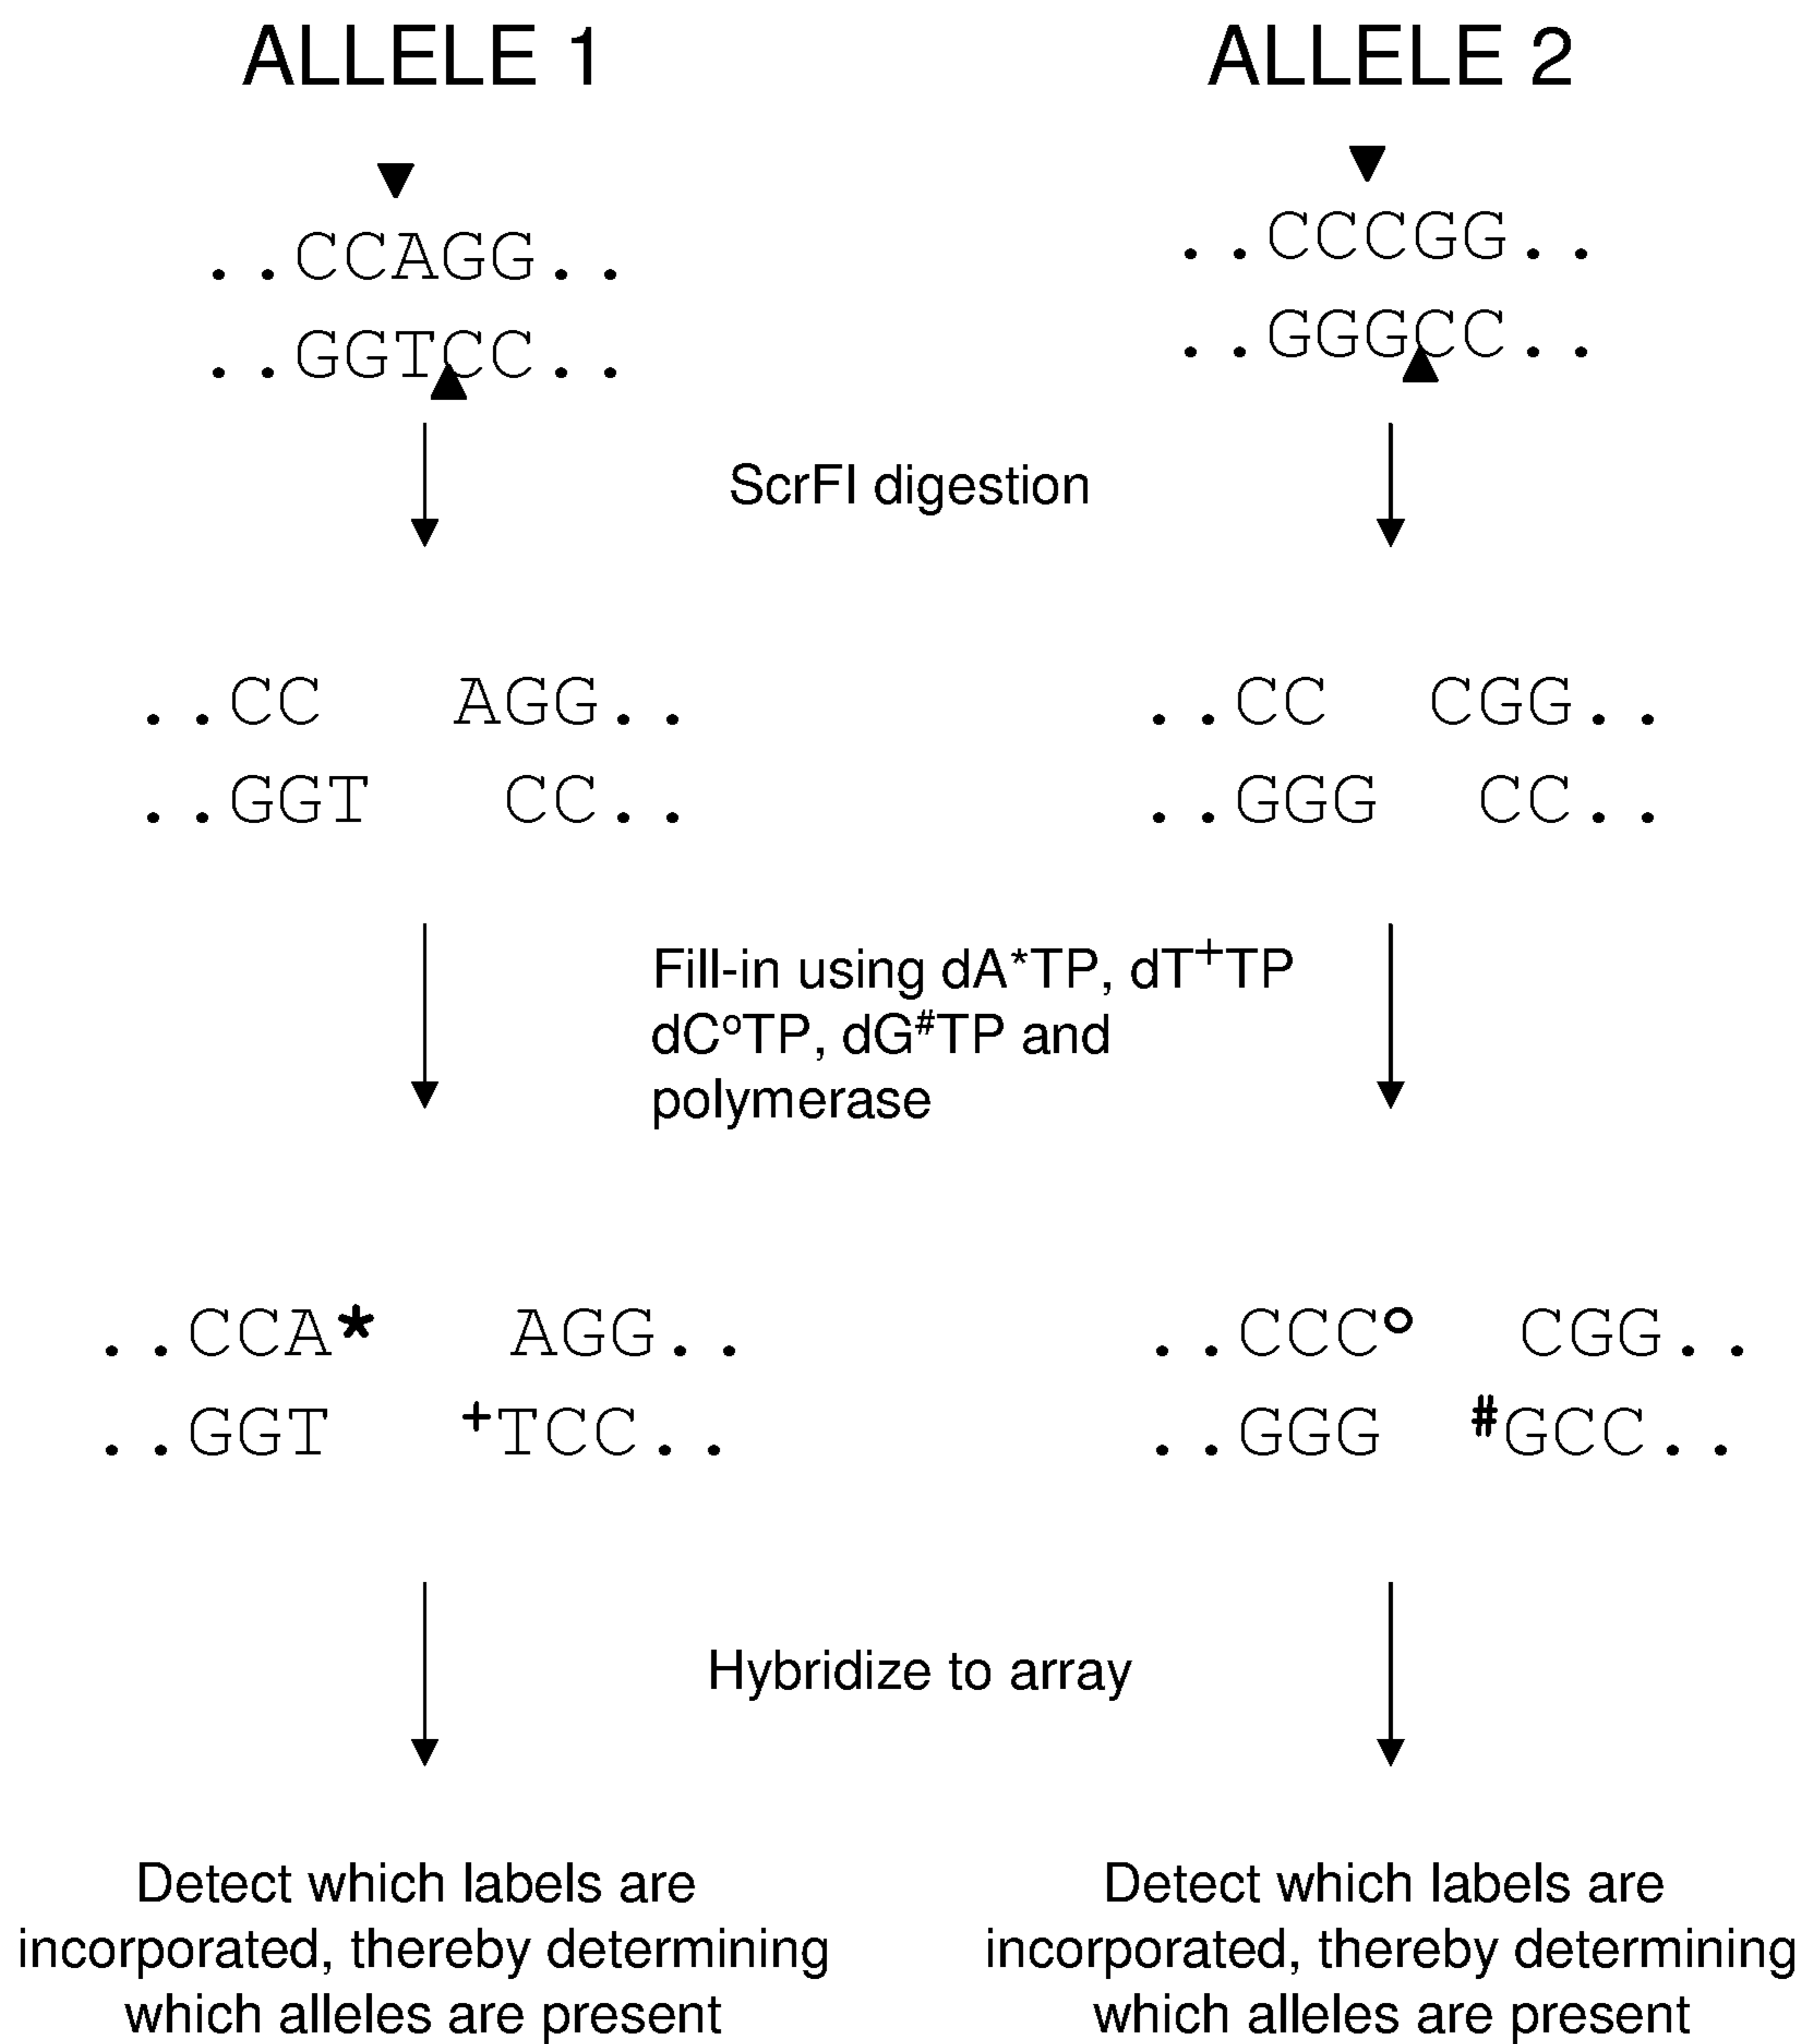 ALLELE 1 ALLELE 2
..CCAGG.. ..CCCGG..
..GGTCC.. ..GGGCC..
ScrFI digestion
..CC AGG.. ..CC CGG..
..GGT CC.. ..GGG CC..
Fill-in using dA*TP, dT+TP
dC°TP, dG#TP and
polymerase
..CCA* AGG.. ..CCC° CGG..
..GGT +TCC.. ..GGG #GCC..
Hybridize to array
Detect which labels are
incorporated, thereby determining
which alleles are present
Detect which labels are
incorporated, thereby determining
which alleles are present